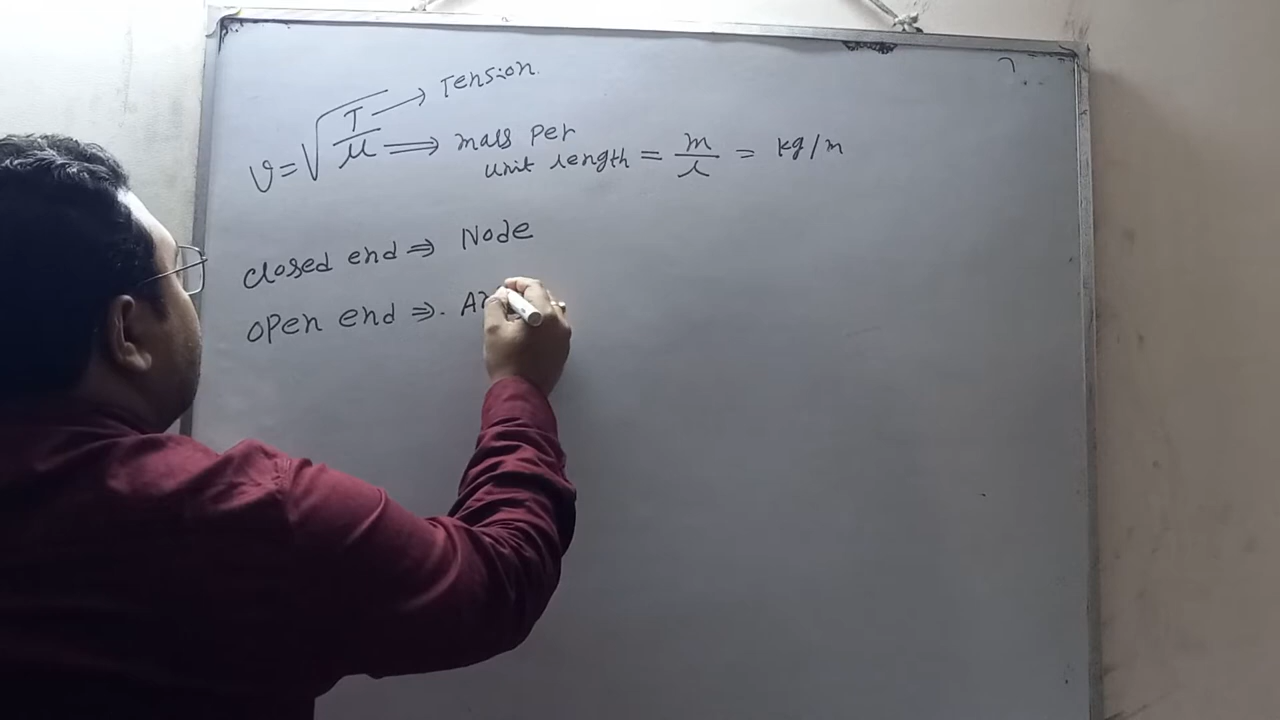 Tension.
v = √T/μ ⇒ mass per
unit length = m/l = kg/m
closed end ⇒ Node
open end ⇒.